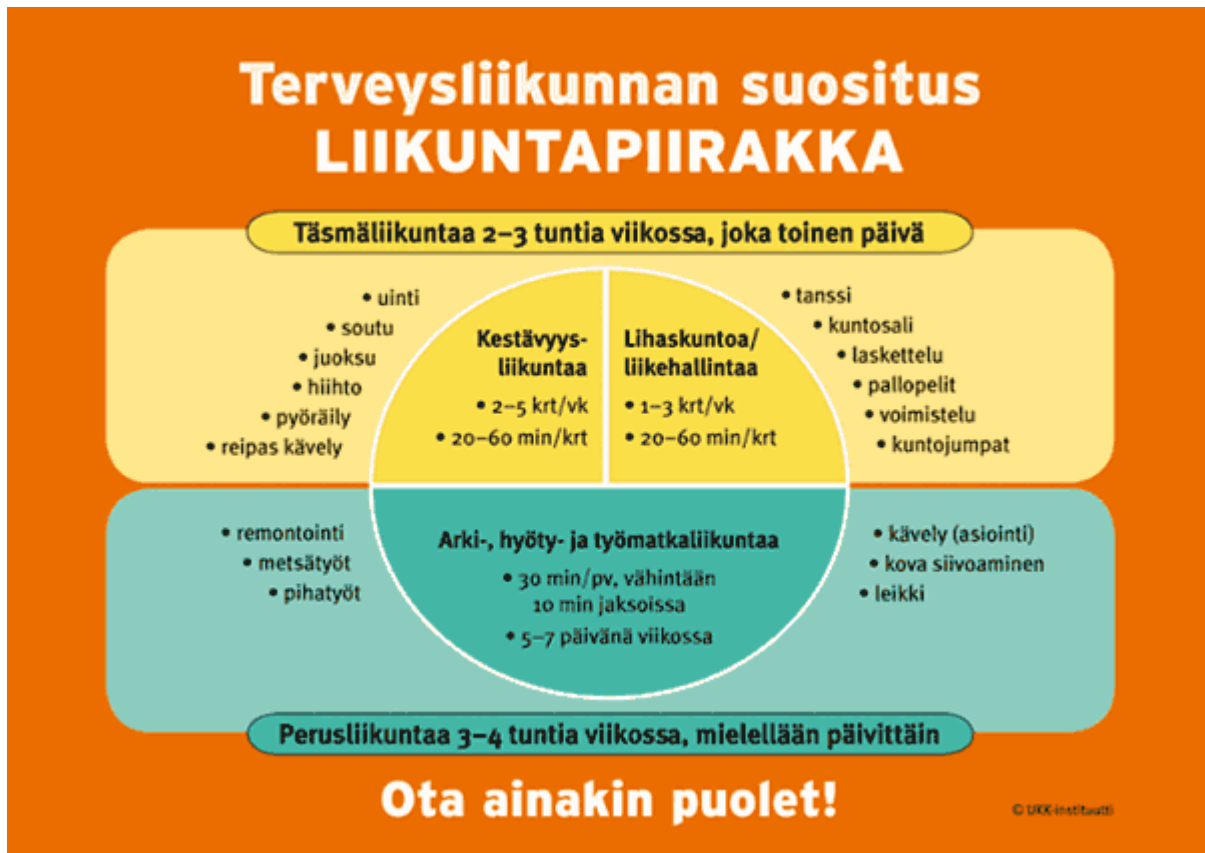 Terveysliikunnan suositus
LIIKUNTAPIIRAKKA
Täsmäliikuntaa 2–3 tuntia viikossa, joka toinen päivä
• uinti
• soutu
• juoksu
• hiihto
• pyöräily
• reipas kävely
Kestävyys-
liikuntaa
• 2–5 krt/vk
• 20–60 min/krt
Lihaskuntoa/
liikehallintaa
• 1–3 krt/vk
• 20–60 min/krt
• tanssi
• kuntosali
• laskettelu
• pallopelit
• voimistelu
• kuntojumpat
• remontointi
• metsätyöt
• pihatyöt
Arki-, hyöty- ja työmatkaliikuntaa
• 30 min/pv, vähintään
10 min jaksoissa
• 5–7 päivänä viikossa
• kävely (asiointi)
• kova siivoaminen
• leikki
Perusliikuntaa 3–4 tuntia viikossa, mielellään päivittäin
Ota ainakin puolet!
© UKK-instituutti